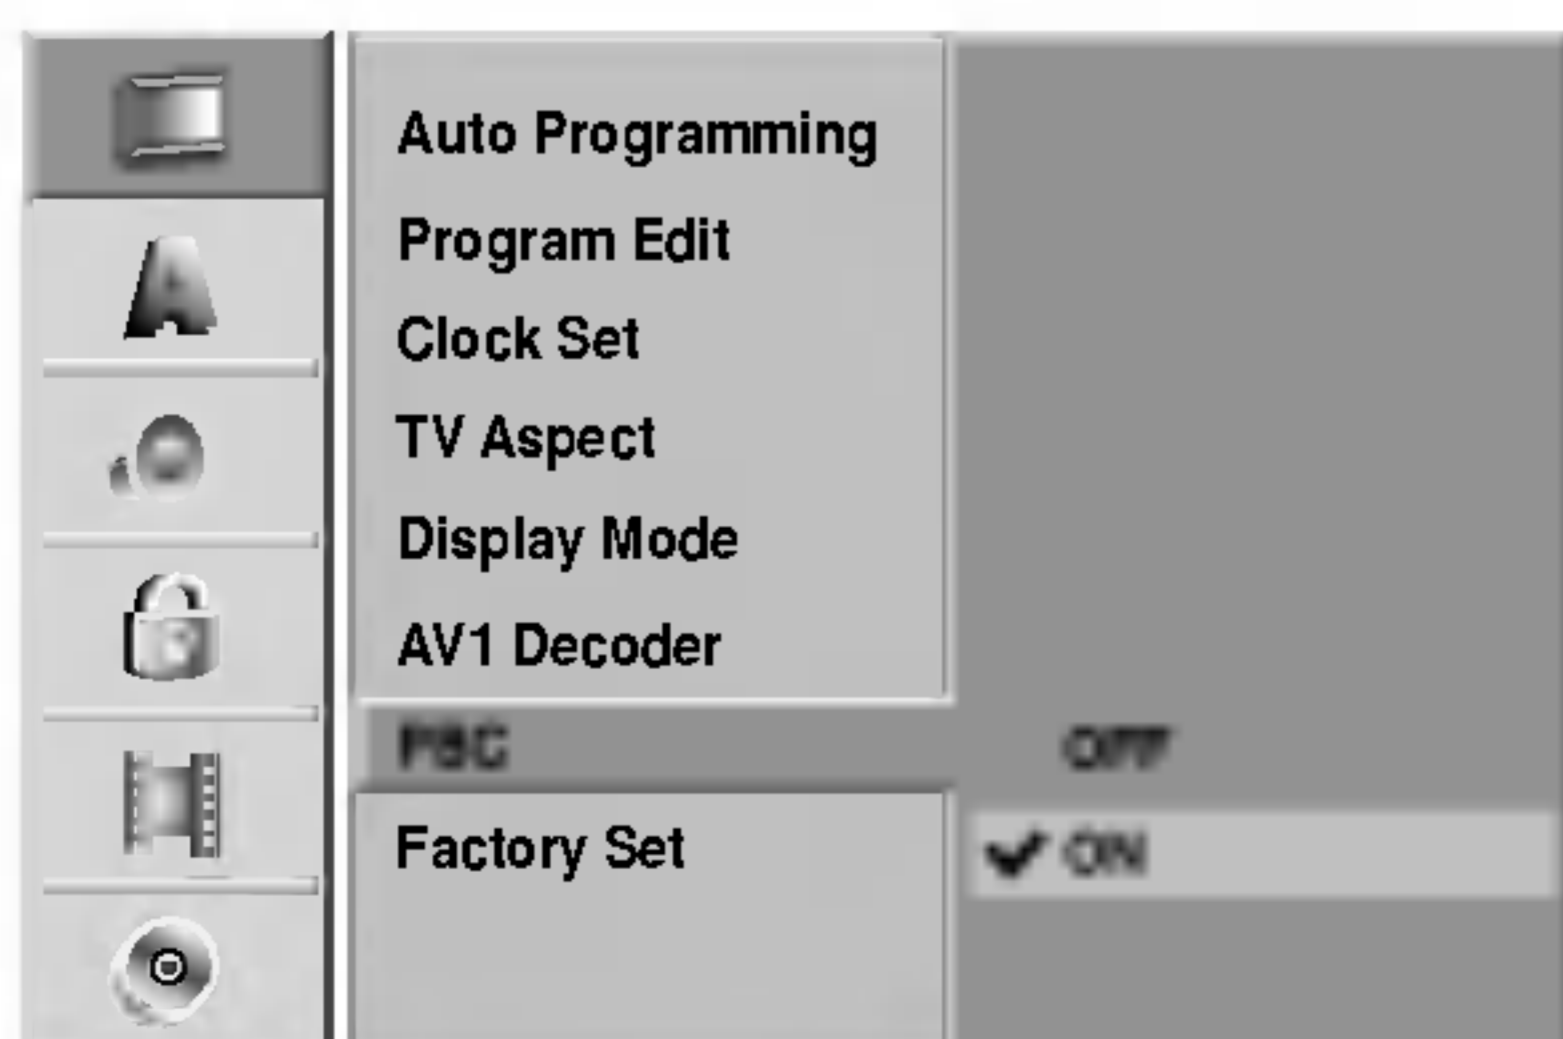 Auto Programming
Program Edit
Clock Set
TV Aspect
Display Mode
AV1 Decoder
PBC OFF
Factory Set ON